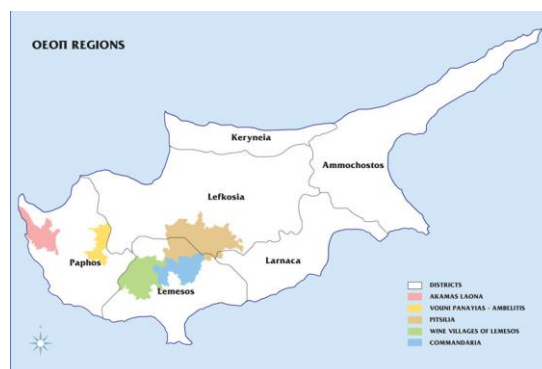 ΟΕΟΠ REGIONS
Keryneia
Ammochostos
Lefkosia
Paphos
Larnaca
Lemesos
DISTRICTS
AKAMAS LAONA
VOUNI PANAYIAS - AMBELITIS
PITSILIA
WINE VILLAGES OF LEMESOS
COMMANDARIA